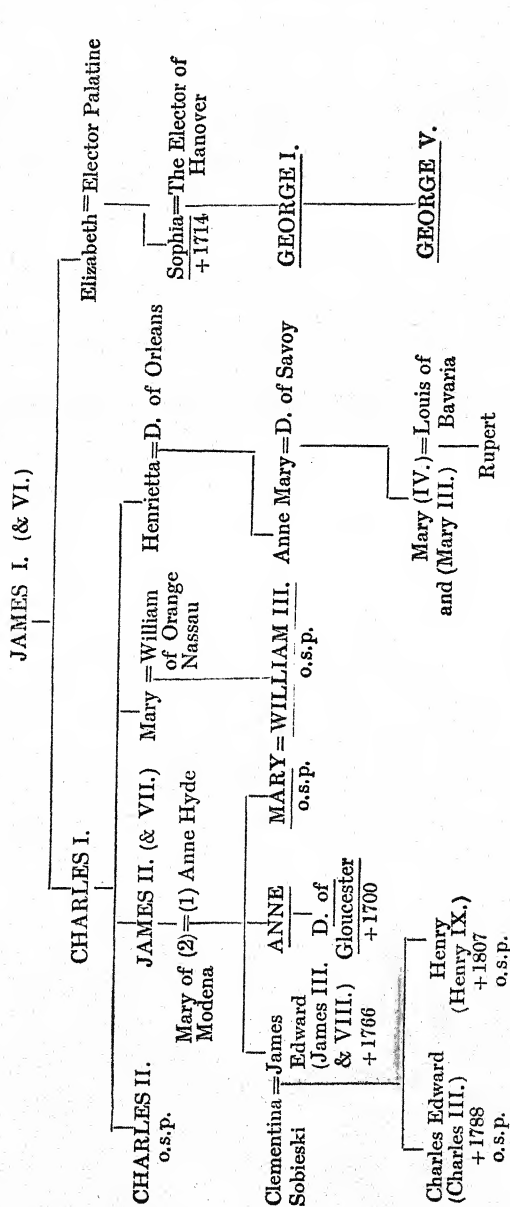 JAMES I. (& VI.)
CHARLES I.
Elizabeth=Elector Palatine
CHARLES II.
o.s.p.
JAMES II. (& VII.)
Mary of (2)=(1) Anne Hyde
Modena
Mary=William
of Orange
Nassau
Henrietta=D. of Orleans
Sophia=The Elector of
+1714 Hanover
Clementina=James
Sobieski Edward
(James III.
& VIII.)
+1766
ANNE
D. of
Gloucester
+1700
MARY=WILLIAM III.
o.s.p. o.s.p.
Anne Mary=D. of Savoy
GEORGE I.
Charles Edward
(Charles III.)
+1788
o.s.p.
Henry
(Henry IX.)
+1807
o.s.p.
Mary (IV.)=Louis of
and (Mary III.) Bavaria
Rupert
GEORGE V.